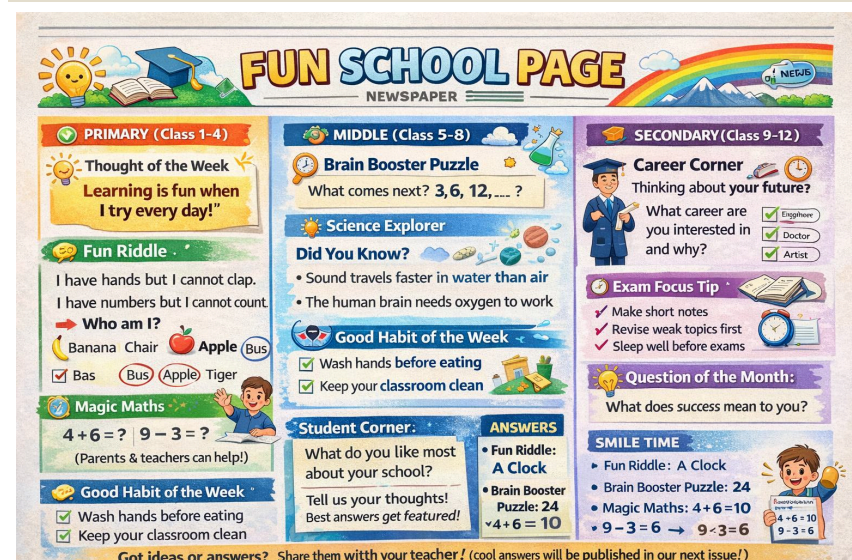 FUN SCHOOL PAGE
NEWSPAPER
NEWS
PRIMARY (Class 1-4)
Thought of the Week
Learning is fun when
I try every day!"
Fun Riddle
I have hands but I cannot clap.
I have numbers but I cannot count.
Who am I?
Banana Chair Apple Bus
Bas Bus Apple Tiger
Magic Maths
4+6=? 9−3=?
(Parents & teachers can help!)
Good Habit of the Week
Wash hands before eating
Keep your classroom clean
MIDDLE (Class 5-8)
Brain Booster Puzzle
What comes next? 3, 6, 12, ... ?
Science Explorer
Did You Know?
• Sound travels faster in water than air
• The human brain needs oxygen to work
Good Habit of the Week
Wash hands before eating
Keep your classroom clean
Student Corner:
What do you like most
about your school?
Tell us your thoughts!
Best answers get featured!
ANSWERS
• Fun Riddle:
A Clock
• Brain Booster
Puzzle: 24
4+6=10
SECONDARY (Class 9-12)
Career Corner
Thinking about your future?
What career are
you interested in
and why?
Doctor
Artist
Exam Focus Tip
Make short notes
Revise weak topics first
Sleep well before exams
Question of the Month:
What does success mean to you?
SMILE TIME
Fun Riddle: A Clock
• Brain Booster Puzzle: 24
• Magic Maths: 4+6=10
9−3=6 → 9<3=6
4+6=10
9-3=6
Got ideas or answers? Share them witth your teacher! (cool answers will be published in our next issue!)